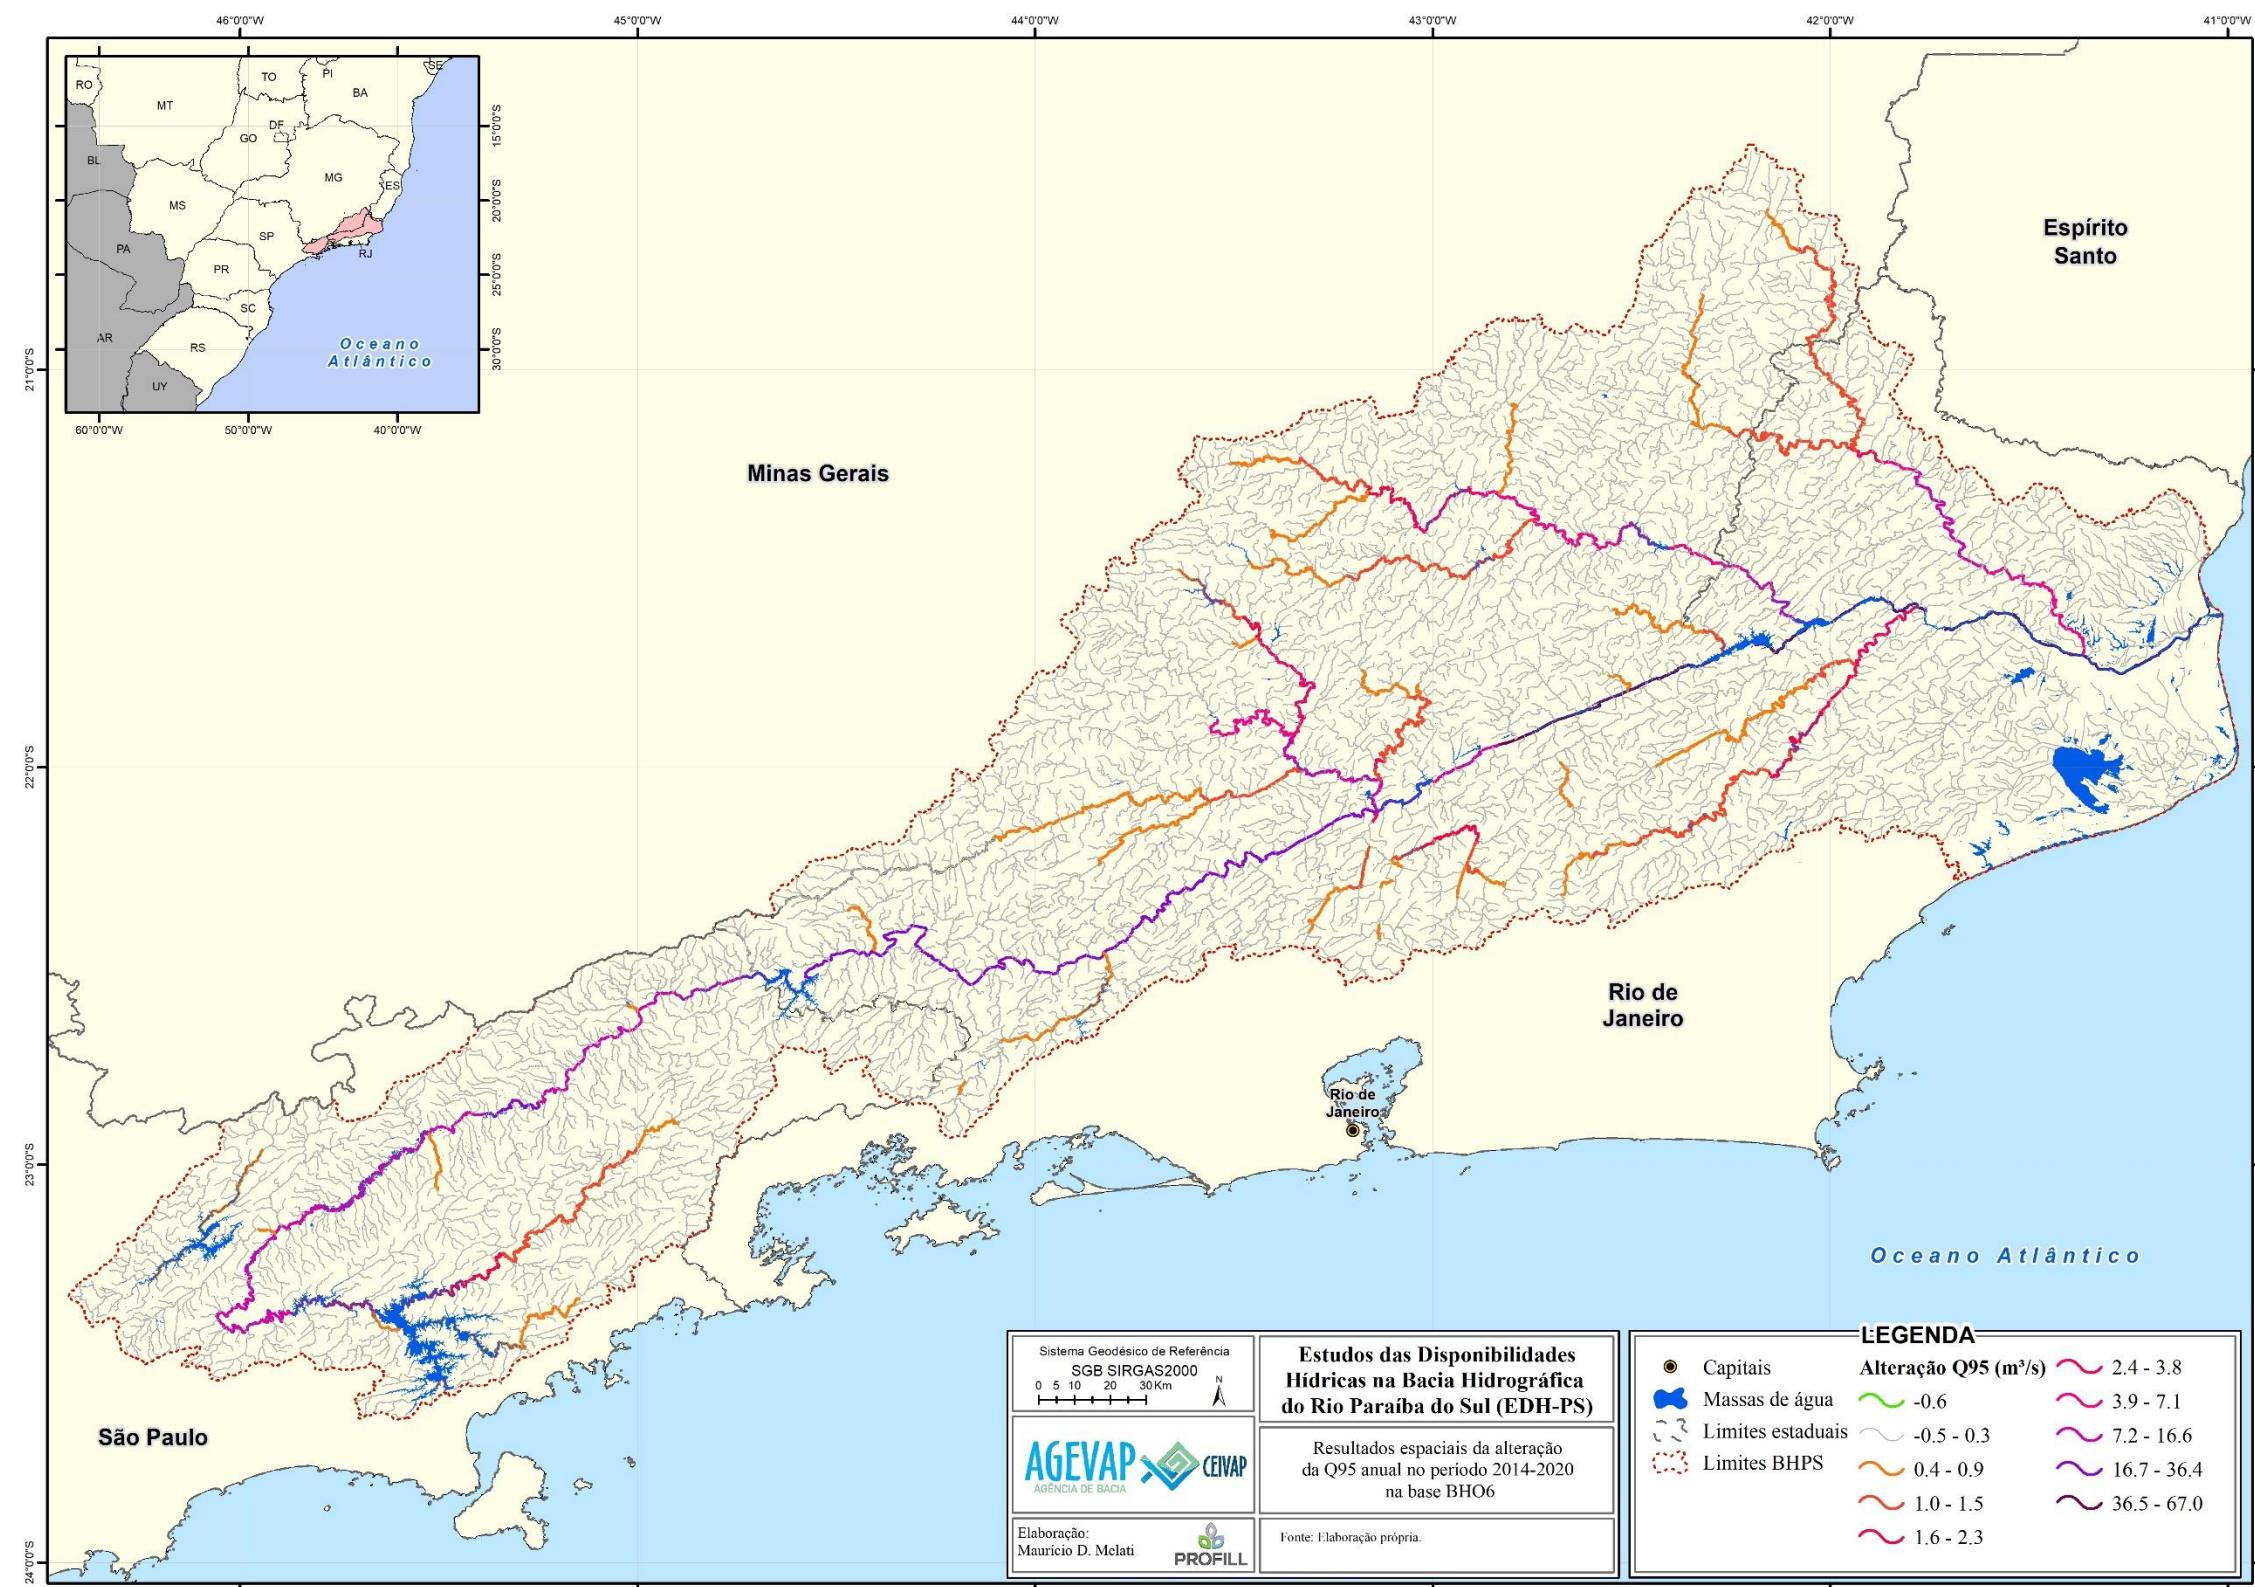 46°0'0"W
45°0'0"W
44°0'0"W
43°0'0"W
42°0'0"W
41°0'0"W
21°0'0"S
22°0'0"S
23°0'0"S
24°0'0"S
RO
TO
PI
SE
MT
BA
DF
GO
BL
MG
ES
MS
SP
RJ
PA
PR
SC
AR
RS
UY
Oceano
Atlântico
15°0'0"S
20°0'0"S
25°0'0"S
30°0'0"S
60°0'0"W
50°0'0"W
40°0'0"W
Espírito
Santo
Minas Gerais
Rio de
Janeiro
Rio de
Janeiro
São Paulo
Oceano Atlântico
Sistema Geodésico de Referência
SGB SIRGAS2000
0 5 10 20 30Km
N
AGEVAP
AGÊNCIA DE BACIA
CEIVAP
Elaboração:
Maurício D. Melati
PROFILL
Estudos das Disponibilidades
Hídricas na Bacia Hidrográfica
do Rio Paraíba do Sul (EDH-PS)
Resultados espaciais da alteração
da Q95 anual no período 2014-2020
na base BHO6
Fonte: Elaboração própria.
LEGENDA
Capitais
Massas de água
Limites estaduais
Limites BHPS
Alteração Q95 (m³/s)
-0.6
-0.5 - 0.3
0.4 - 0.9
1.0 - 1.5
1.6 - 2.3
2.4 - 3.8
3.9 - 7.1
7.2 - 16.6
16.7 - 36.4
36.5 - 67.0